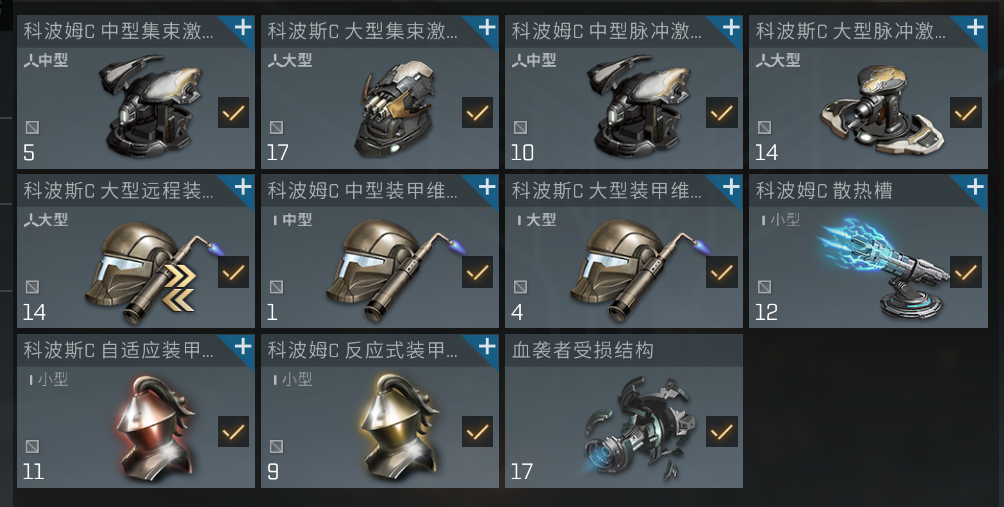 科波姆C 中型集束激...
中型
5
科波斯C 大型集束激...
大型
17
科波姆C 中型脉冲激...
中型
10
科波斯C 大型脉冲激...
大型
14
科波斯C 大型远程装...
大型
14
科波姆C 中型装甲维...
中型
1
科波斯C 大型装甲维...
大型
4
科波姆C 散热槽
小型
12
科波斯C 自适应装甲...
小型
11
科波姆C 反应式装甲...
小型
9
血袭者受损结构
17